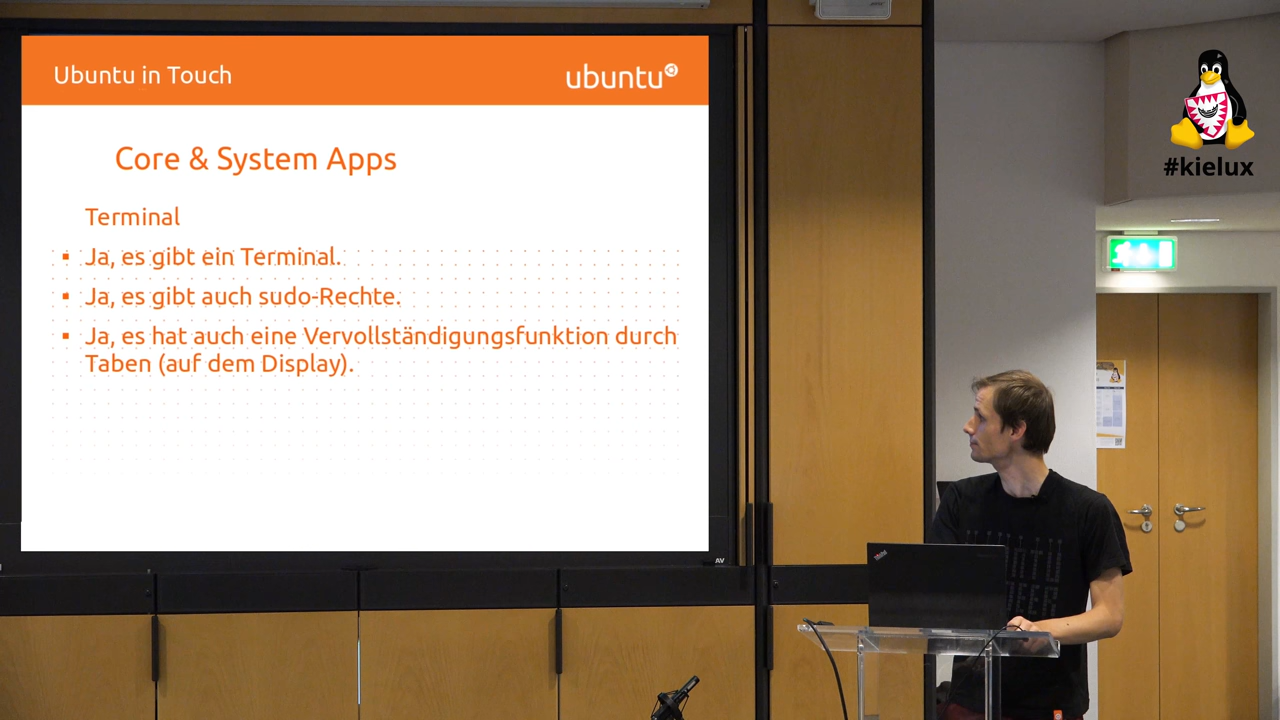 Ubuntu in Touch
ubuntu
Core & System Apps
Terminal
Ja, es gibt ein Terminal.
Ja, es gibt auch sudo-Rechte.
Ja, es hat auch eine Vervollständigungsfunktion durch
Taben (auf dem Display).
#kielux
AV